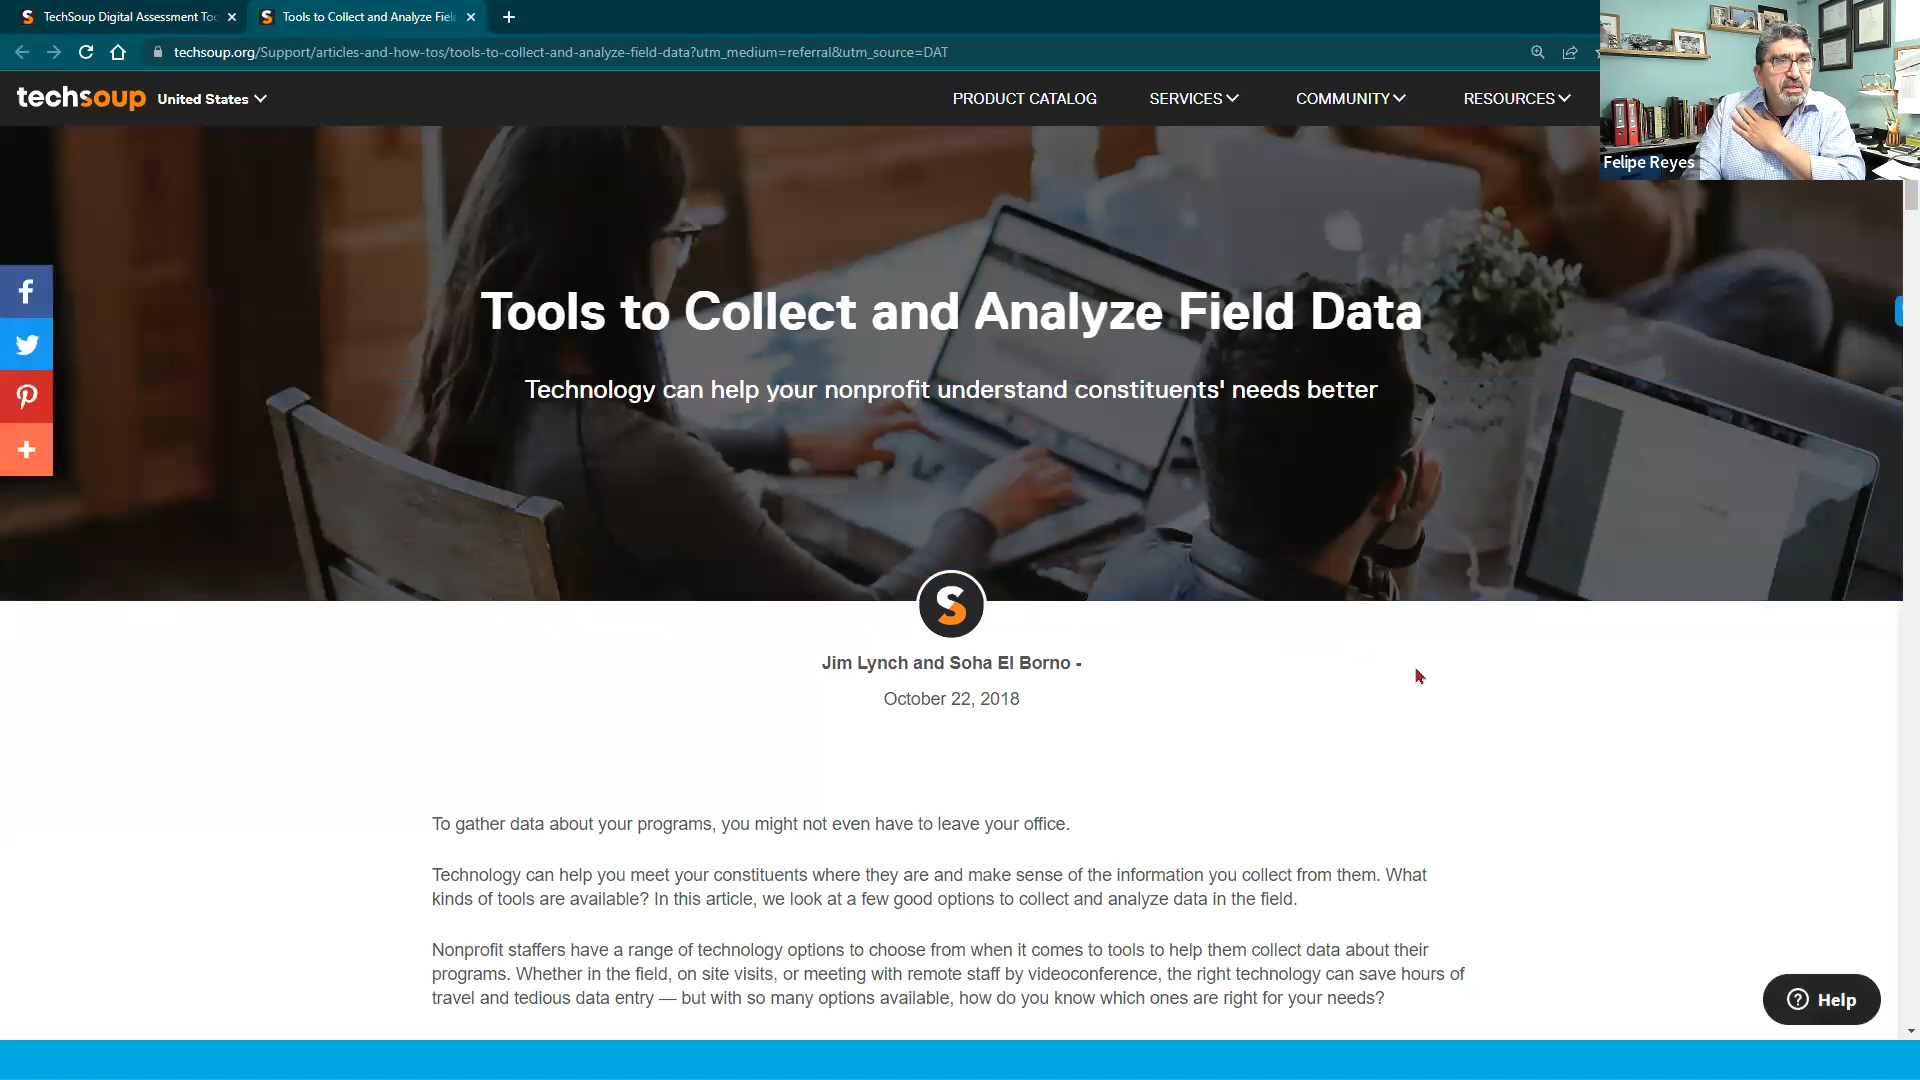 TechSoup Digital Assessment Too
Tools to Collect and Analyze Fiel
techsoup.org/Support/articles-and-how-tos/tools-to-collect-and-analyze-field-data?utm_medium=referral&utm_source=DAT
techsoup United States
PRODUCT CATALOG SERVICES COMMUNITY RESOURCES
Felipe Reyes
Tools to Collect and Analyze Field Data
Technology can help your nonprofit understand constituents' needs better
Jim Lynch and Soha El Borno -
October 22, 2018
To gather data about your programs, you might not even have to leave your office.
Technology can help you meet your constituents where they are and make sense of the information you collect from them. What
kinds of tools are available? In this article, we look at a few good options to collect and analyze data in the field.
Nonprofit staffers have a range of technology options to choose from when it comes to tools to help them collect data about their
programs. Whether in the field, on site visits, or meeting with remote staff by videoconference, the right technology can save hours of
travel and tedious data entry — but with so many options available, how do you know which ones are right for your needs?
Help